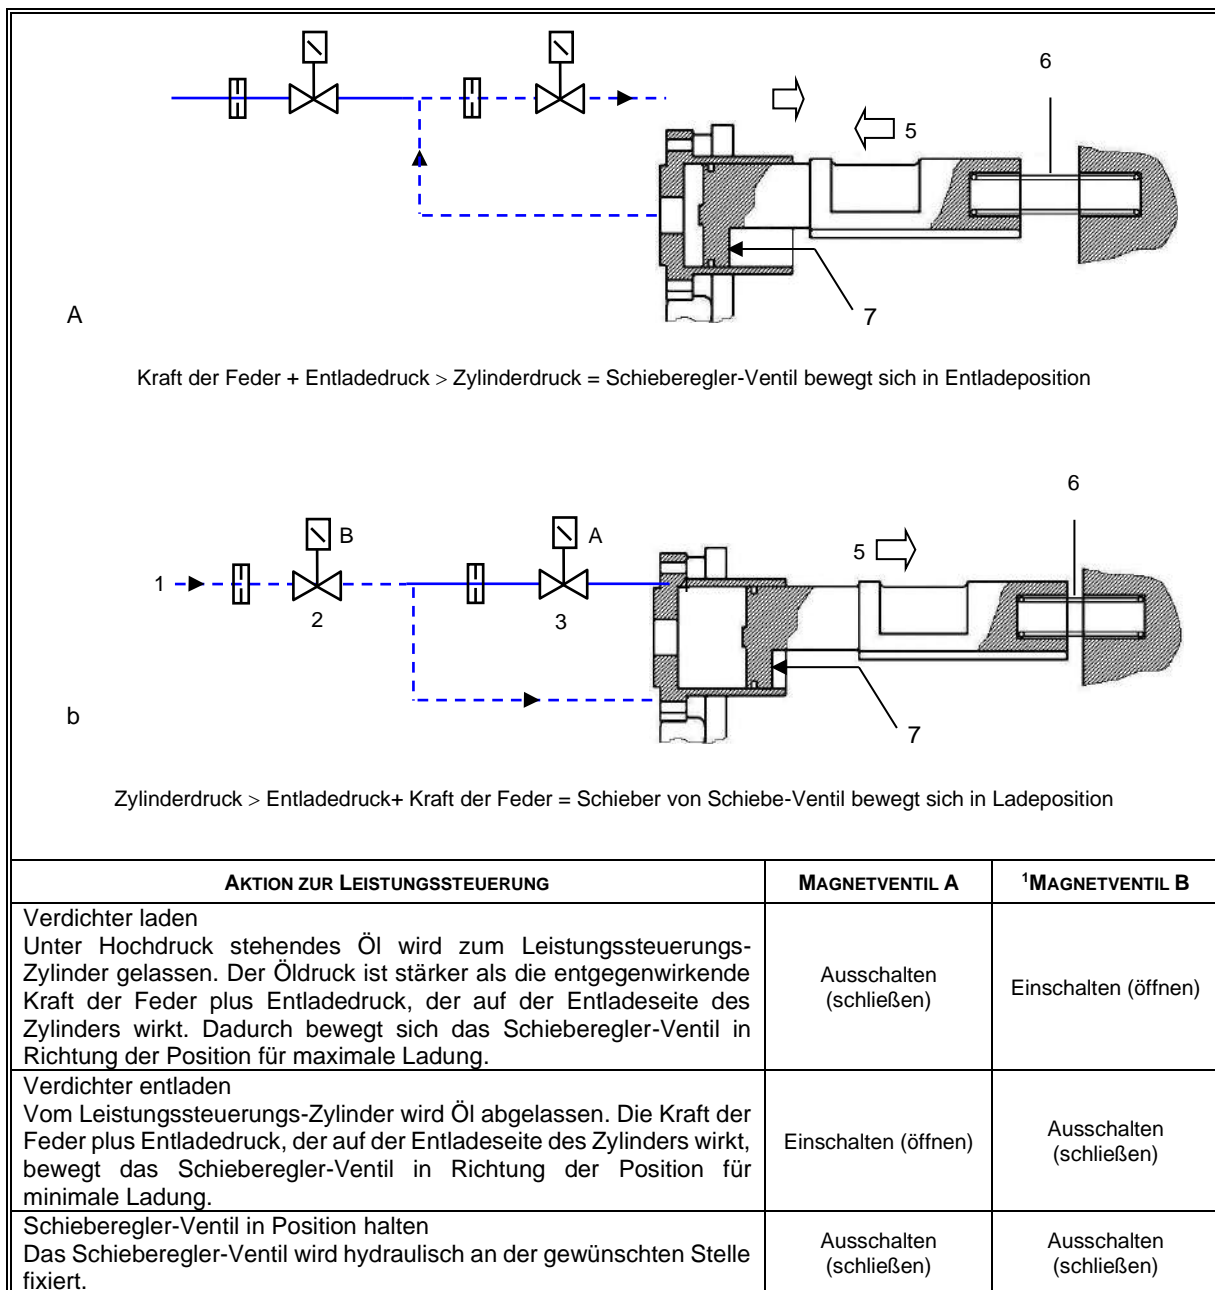 6
5
7
A
Kraft der Feder + Entladedruck > Zylinderdruck = Schieberegler-Ventil bewegt sich in Entladeposition
6
B
A
5
1
2
3
7
b
Zylinderdruck > Entladedruck+ Kraft der Feder = Schieber von Schiebe-Ventil bewegt sich in Ladeposition
AKTION ZUR LEISTUNGSSTEUERUNG
MAGNETVENTIL A
¹MAGNETVENTIL B
Verdichter laden
Unter Hochdruck stehendes Öl wird zum Leistungssteuerungs-
Zylinder gelassen. Der Öldruck ist stärker als die entgegenwirkende
Kraft der Feder plus Entladedruck, der auf der Entladeseite des
Zylinders wirkt. Dadurch bewegt sich das Schieberegler-Ventil in
Richtung der Position für maximale Ladung.
Ausschalten
(schließen)
Einschalten (öffnen)
Verdichter entladen
Vom Leistungssteuerungs-Zylinder wird Öl abgelassen. Die Kraft der
Feder plus Entladedruck, der auf der Entladeseite des Zylinders wirkt,
bewegt das Schieberegler-Ventil in Richtung der Position für
minimale Ladung.
Einschalten (öffnen)
Ausschalten
(schließen)
Schieberegler-Ventil in Position halten
Das Schieberegler-Ventil wird hydraulisch an der gewünschten Stelle
fixiert.
Ausschalten
(schließen)
Ausschalten
(schließen)